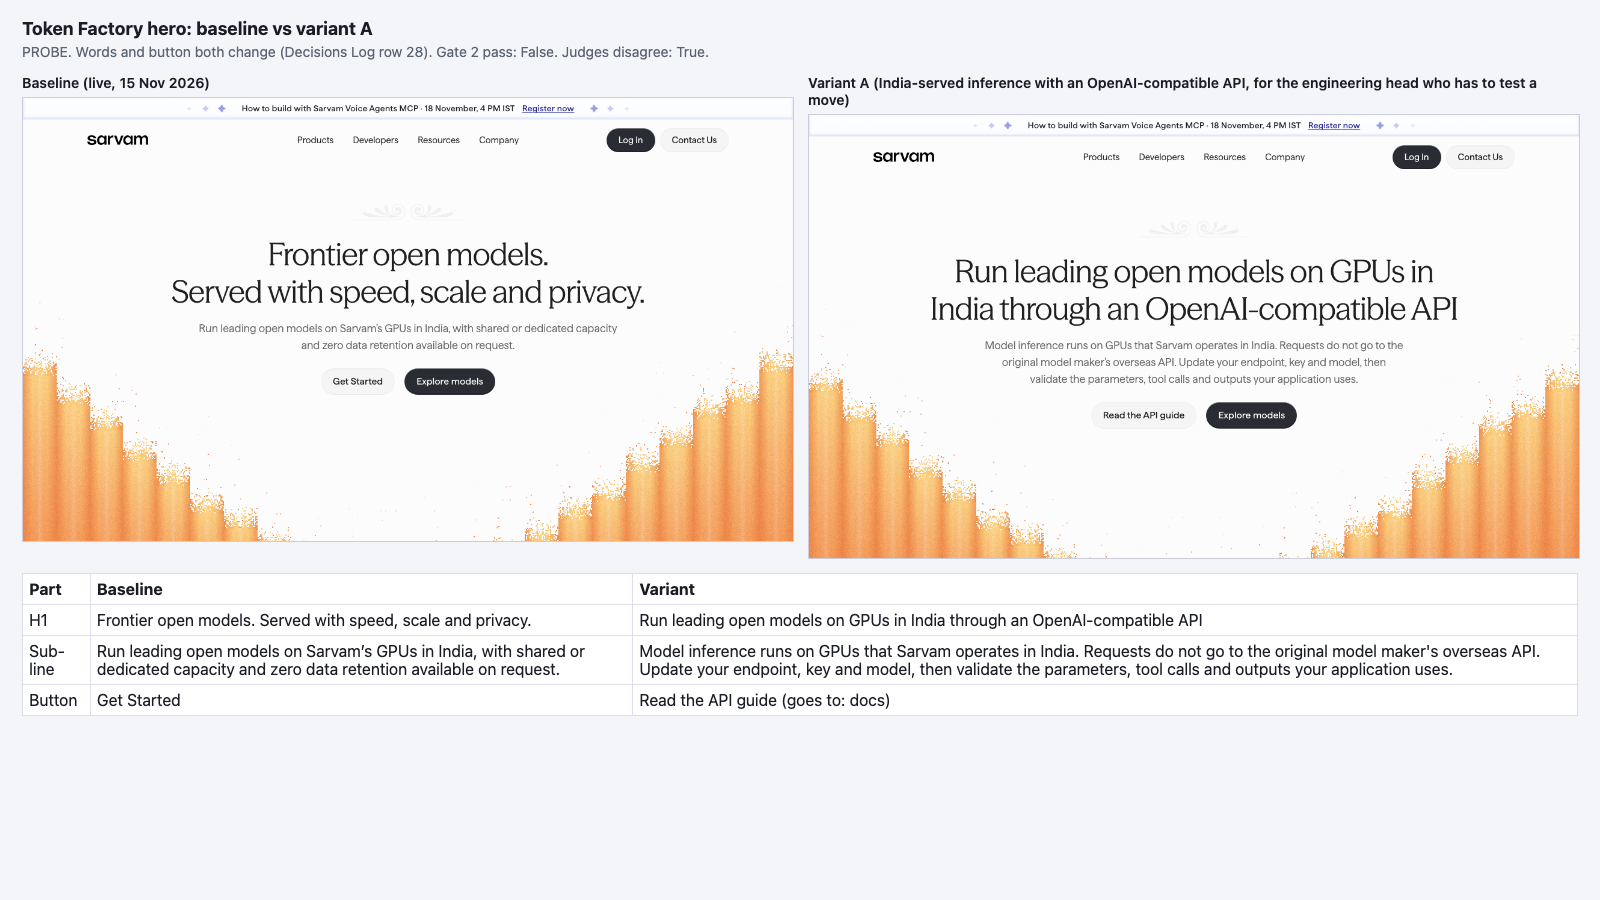 Token Factory hero: baseline vs variant A
PROBE. Words and button both change (Decisions Log row 28). Gate 2 pass: False. Judges disagree: True.
Baseline (live, 15 Nov 2026)
How to build with Sarvam Voice Agents MCP · 18 November, 4 PM IST Register now
sarvam Products Developers Resources Company Log In Contact Us
Frontier open models.
Served with speed, scale and privacy.
Run leading open models on Sarvam's GPUs in India, with shared or dedicated capacity
and zero data retention available on request.
Get Started Explore models
Variant A (India-served inference with an OpenAI-compatible API, for the engineering head who has to test a
move)
How to build with Sarvam Voice Agents MCP · 18 November, 4 PM IST Register now
sarvam Products Developers Resources Company Log In Contact Us
Run leading open models on GPUs in
India through an OpenAI-compatible API
Model inference runs on GPUs that Sarvam operates in India. Requests do not go to the
original model maker's overseas API. Update your endpoint, key and model, then
validate the parameters, tool calls and outputs your application uses.
Read the API guide Explore models
Part Baseline Variant
H1 Frontier open models. Served with speed, scale and privacy. Run leading open models on GPUs in India through an OpenAI-compatible API
Sub-
line
Run leading open models on Sarvam's GPUs in India, with shared or
dedicated capacity and zero data retention available on request.
Model inference runs on GPUs that Sarvam operates in India. Requests do not go to the original model maker's overseas API.
Update your endpoint, key and model, then validate the parameters, tool calls and outputs your application uses.
Button Get Started Read the API guide (goes to: docs)